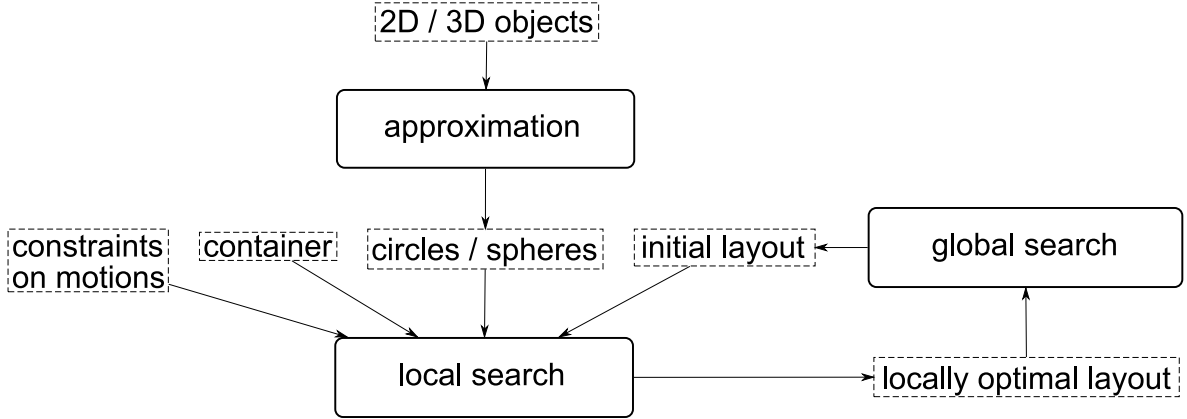 2D / 3D objects
approximation
constraints
on motions
container
circles / spheres
initial layout
global search
local search
locally optimal layout